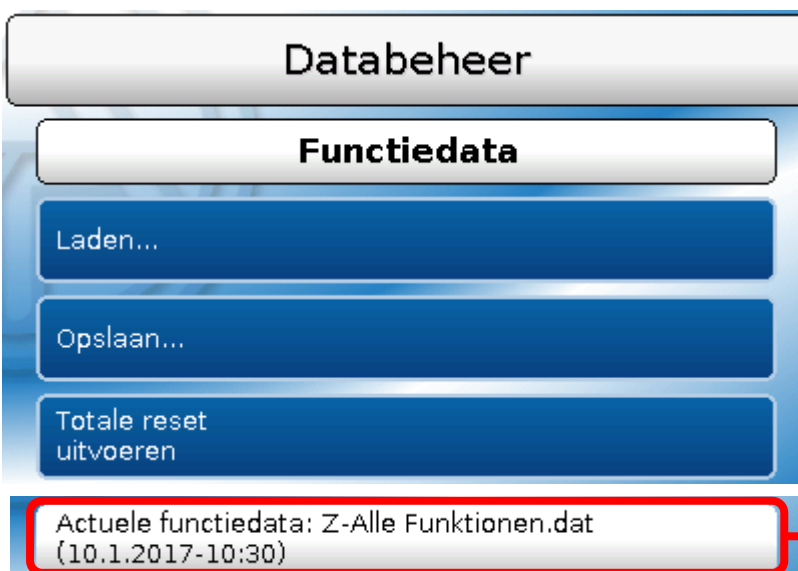 Databeheer
Functiedata
Laden...
Opslaan...
Totale reset
uitvoeren
Actuele functiedata: Z-Alle Funktionen.dat
(10.1.2017-10:30)